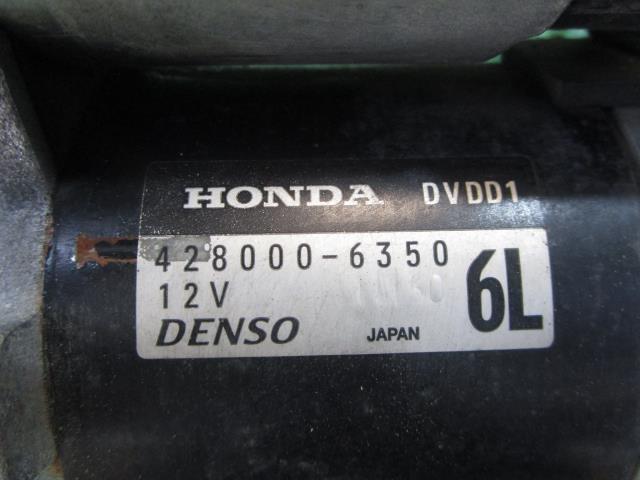 HONDA DVDD1
428000-6350
12V
6L
DENSO JAPAN